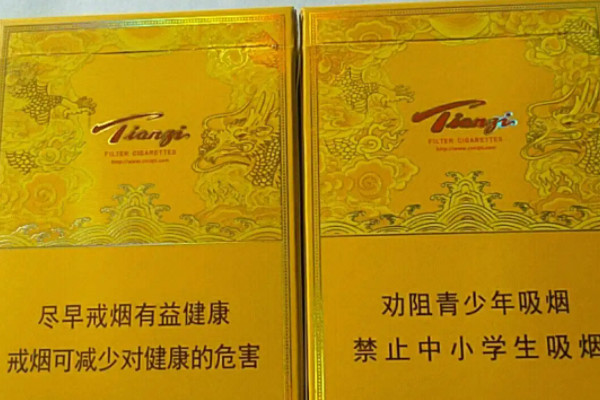 Tianqi
FILTER CIGARETTES
尽早戒烟有益健康
戒烟可减少对健康的危害
Tianqi
FILTER CIGARETTES
劝阻青少年吸烟
禁止中小学生吸烟